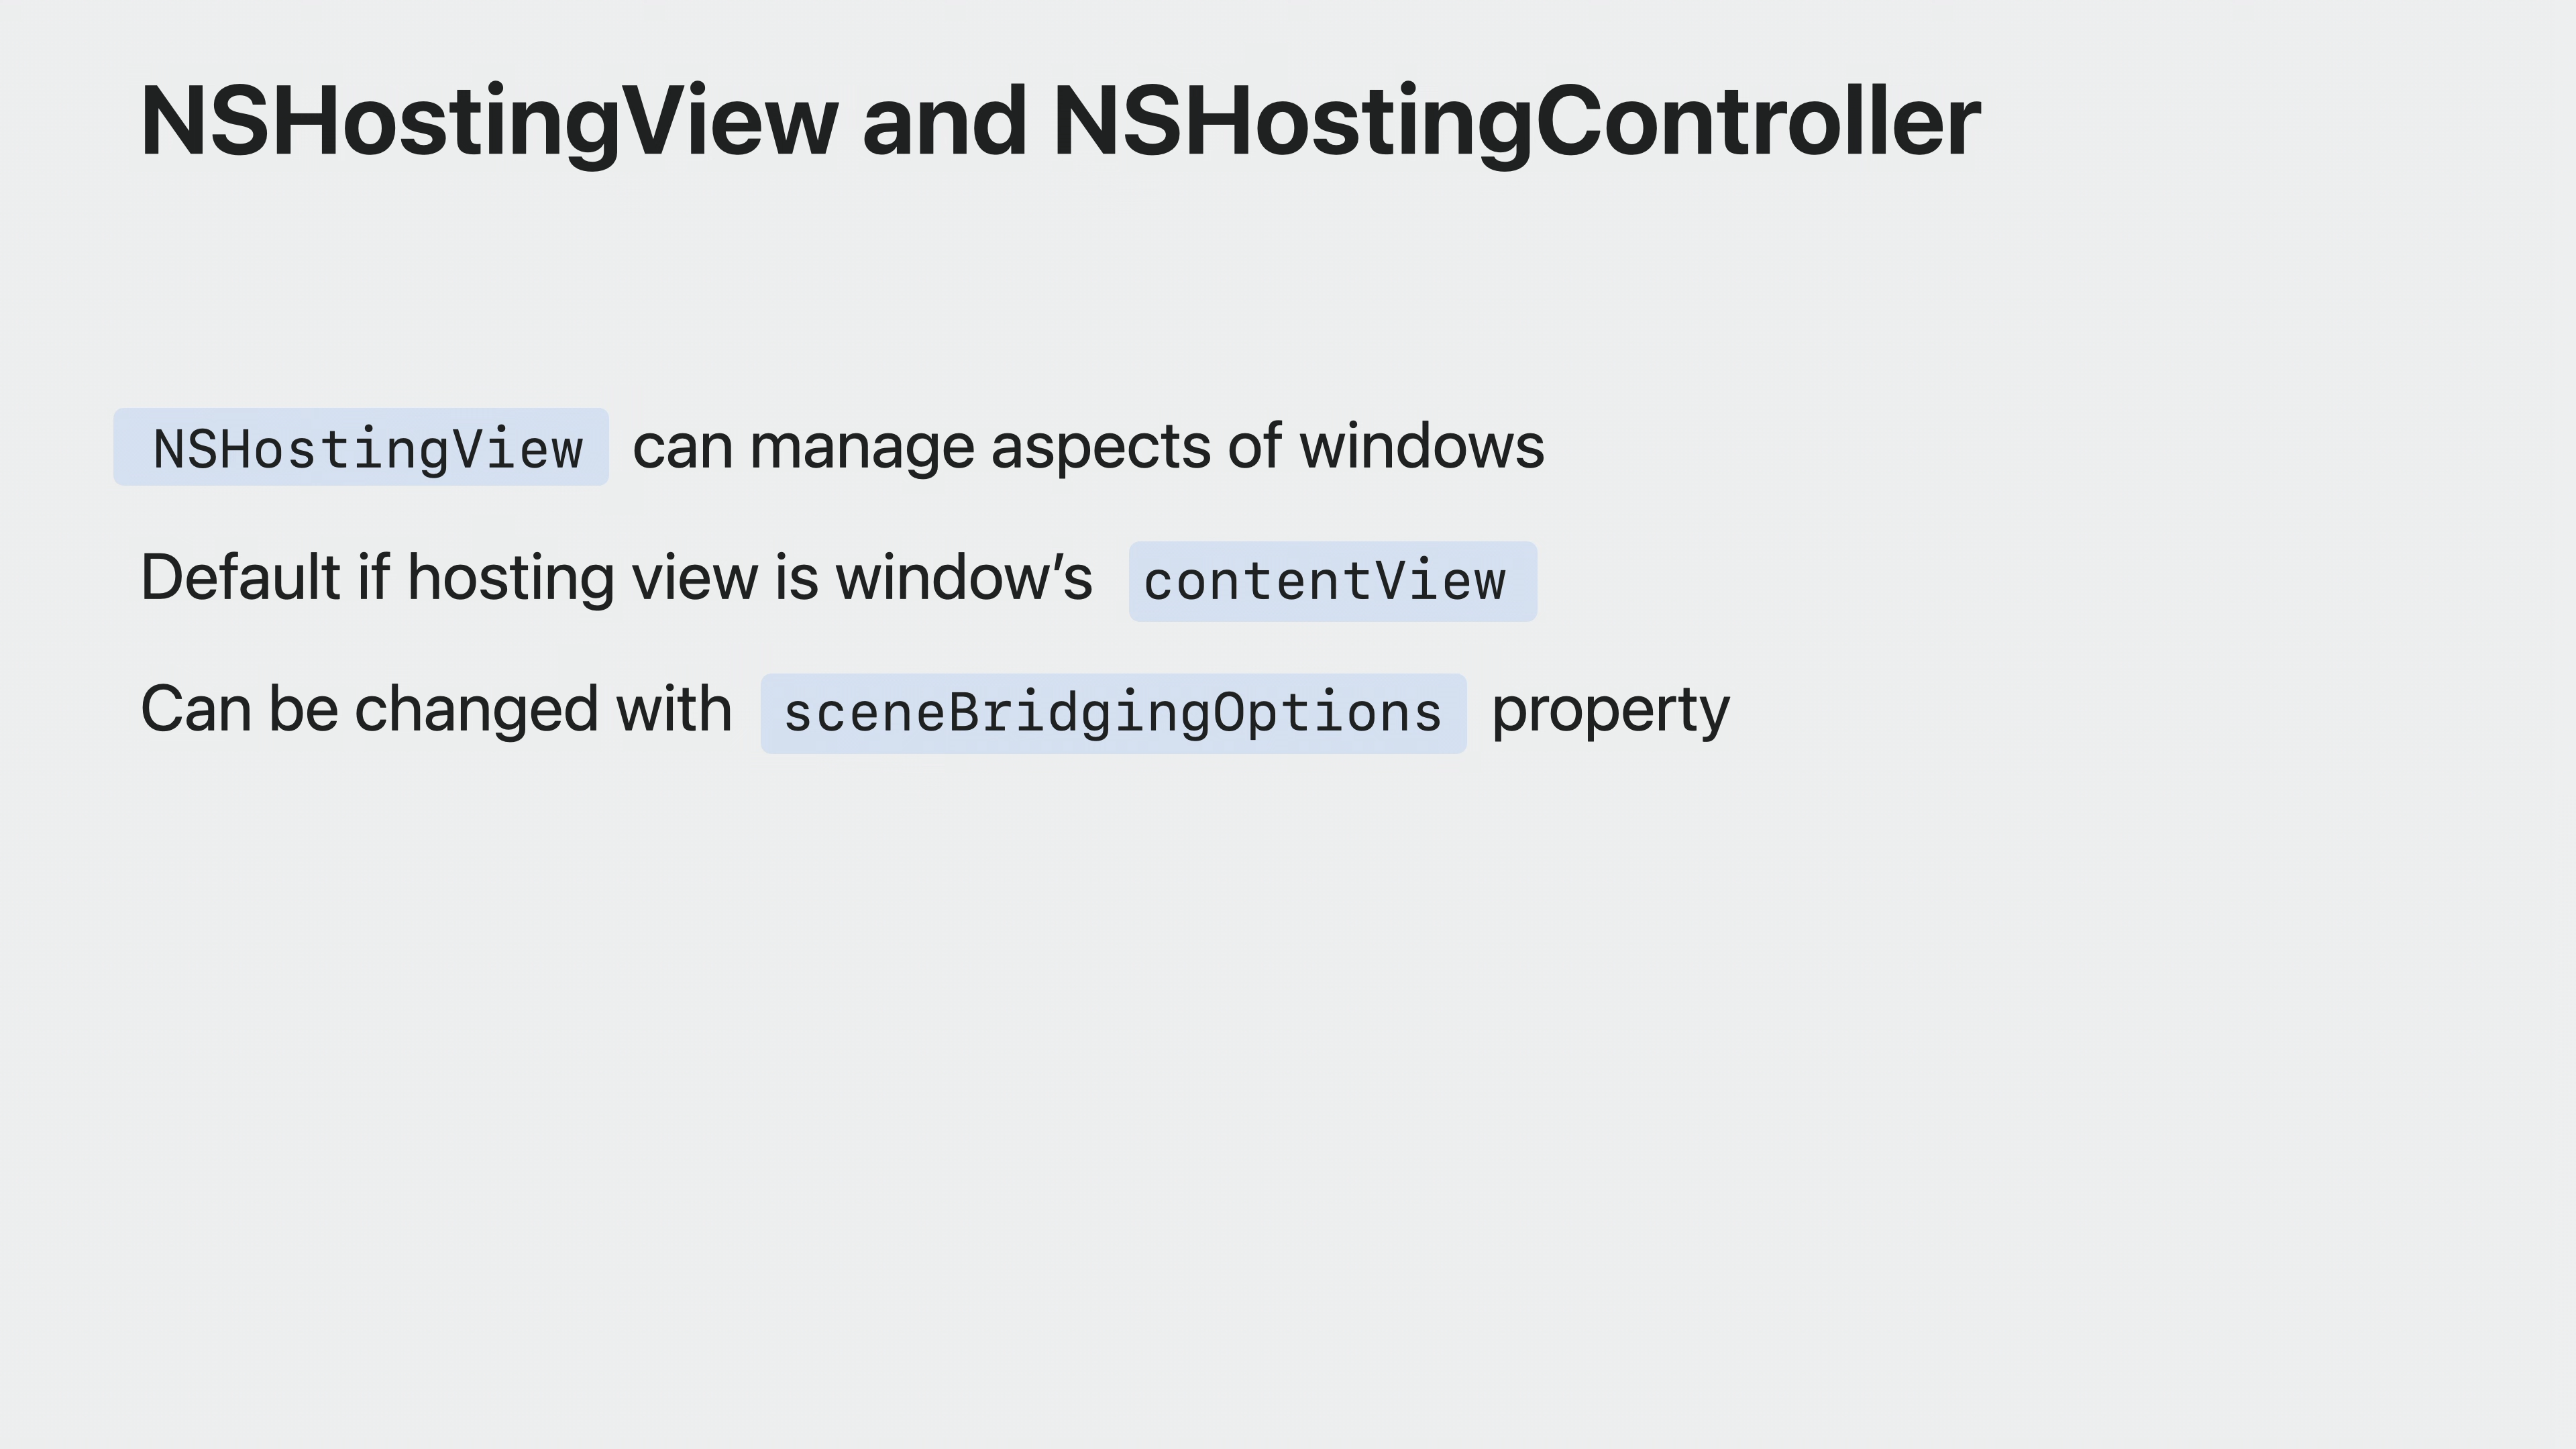 NSHostingView and NSHostingController
NSHostingView can manage aspects of windows
Default if hosting view is window’s contentView
Can be changed with sceneBridgingOptions property